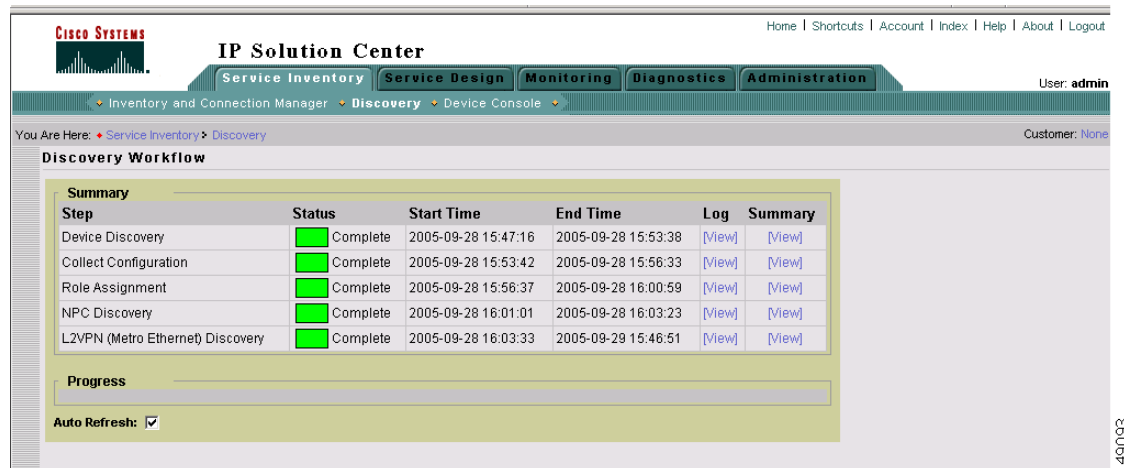 CISCO SYSTEMS
Home | Shortcuts | Account | Index | Help | About | Logout
IP Solution Center
Service Inventory Service Design Monitoring Diagnostics Administration
User: admin
Inventory and Connection Manager Discovery Device Console
You Are Here: Service Inventory > Discovery
Customer: None
Discovery Workflow
Summary
Step Status Start Time End Time Log Summary
Device Discovery Complete 2005-09-28 15:47:16 2005-09-28 15:53:38 [View] [View]
Collect Configuration Complete 2005-09-28 15:53:42 2005-09-28 15:56:33 [View] [View]
Role Assignment Complete 2005-09-28 15:56:37 2005-09-28 16:00:59 [View] [View]
NPC Discovery Complete 2005-09-28 16:01:01 2005-09-28 16:03:23 [View] [View]
L2VPN (Metro Ethernet) Discovery Complete 2005-09-28 16:03:33 2005-09-29 15:46:51 [View] [View]
Progress
Auto Refresh: